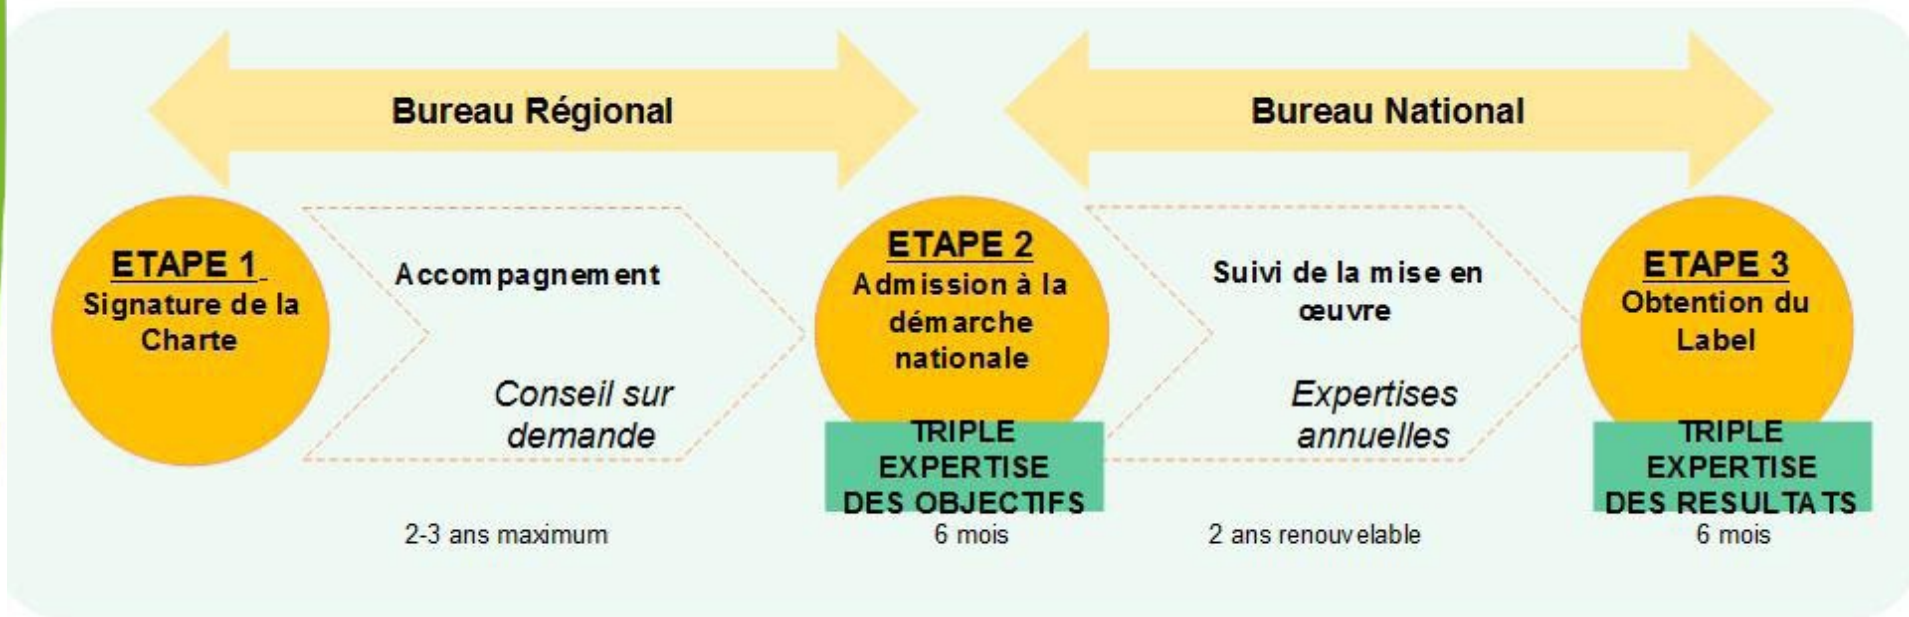 Bureau Régional
Bureau National
ETAPE 1
Signature de la
Charte
Accompagnement
Conseil sur
demande
2-3 ans maximum
ETAPE 2
Admission à la
démarche
nationale
TRIPLE
EXPERTISE
DES OBJECTIFS
6 mois
Suivi de la mise en
œuvre
Expertises
annuelles
2 ans renouvelable
ETAPE 3
Obtention du
Label
TRIPLE
EXPERTISE
DES RESULTATS
6 mois